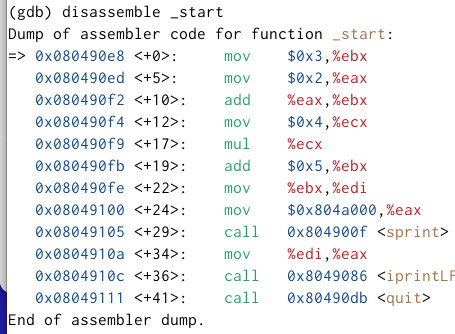 (gdb) disassemble _start
Dump of assembler code for function _start:
=> 0x080490e8 <+0>:     mov    $0x3,%ebx
   0x080490ed <+5>:     mov    $0x2,%eax
   0x080490f2 <+10>:    add    %eax,%ebx
   0x080490f4 <+12>:    mov    $0x4,%ecx
   0x080490f9 <+17>:    mul    %ecx
   0x080490fb <+19>:    add    $0x5,%ebx
   0x080490fe <+22>:    mov    %ebx,%edi
   0x08049100 <+24>:    mov    $0x804a000,%eax
   0x08049105 <+29>:    call   0x804900f <sprint>
   0x0804910a <+34>:    mov    %edi,%eax
   0x0804910c <+36>:    call   0x8049086 <iprintLF
   0x08049111 <+41>:    call   0x80490db <quit>
End of assembler dump.